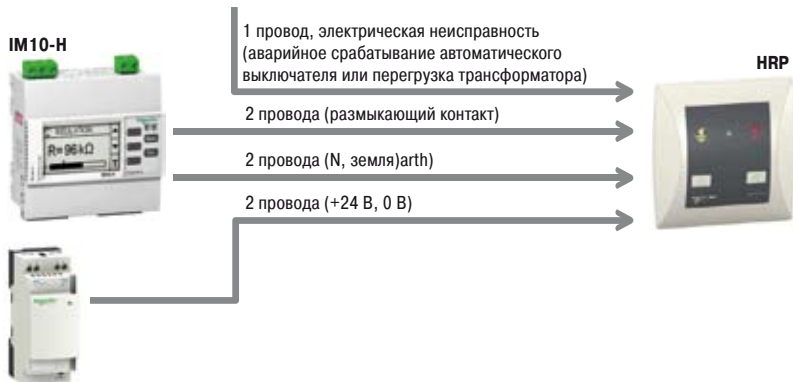 1 провод, электрическая неисправность
(аварийное срабатывание автоматического
выключателя или перегрузка трансформатора)
IM10-H
HRP
2 провода (размыкающий контакт)
R=96kΩ
2 провода (N, земля)arth)
2 провода (+24 В, 0 В)